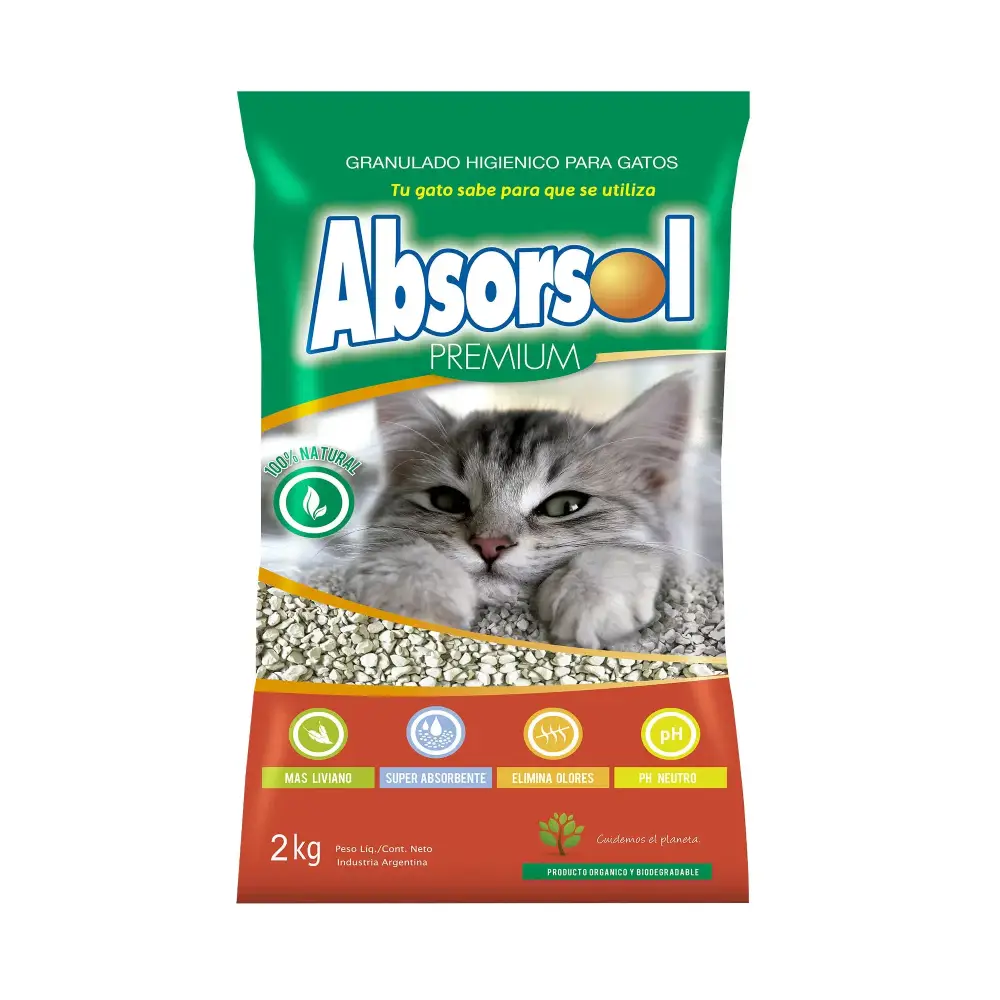 GRANULADO HIGIENICO PARA GATOS
Tu gato sabe para que se utiliza
Absorsol
PREMIUM
100% NATURAL
pH
MAS LIVIANO
SUPER ABSORBENTE
ELIMINA OLORES
PH NEUTRO
Cuidemos el planeta.
2kg
Peso Líq./Cont. Neto
Industria Argentina
PRODUCTO ORGANICO Y BIODEGRADABLE